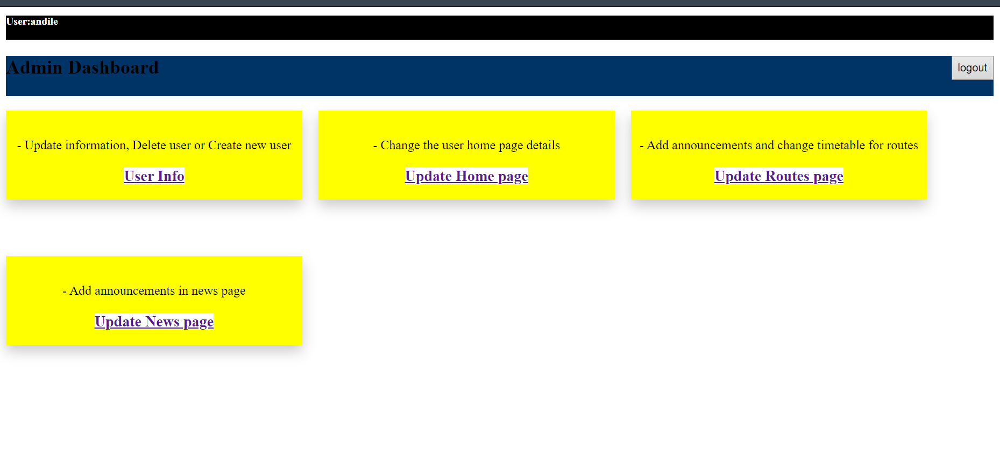 User:andile
Admin Dashboard
logout
- Update information, Delete user or Create new user
User Info
- Change the user home page details
Update Home page
- Add announcements and change timetable for routes
Update Routes page
- Add announcements in news page
Update News page